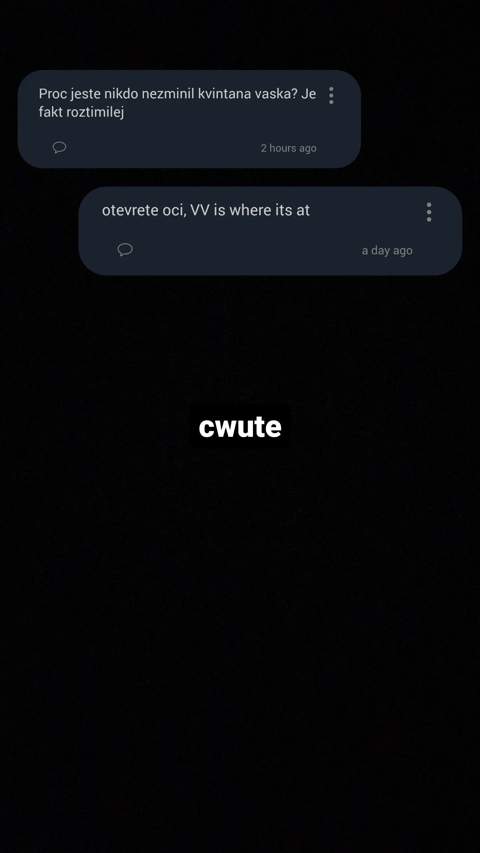 Proc jeste nikdo nezminil kvintana vaska? Je
fakt roztimilej
2 hours ago
otevrete oci, VV is where its at
a day ago
cwute